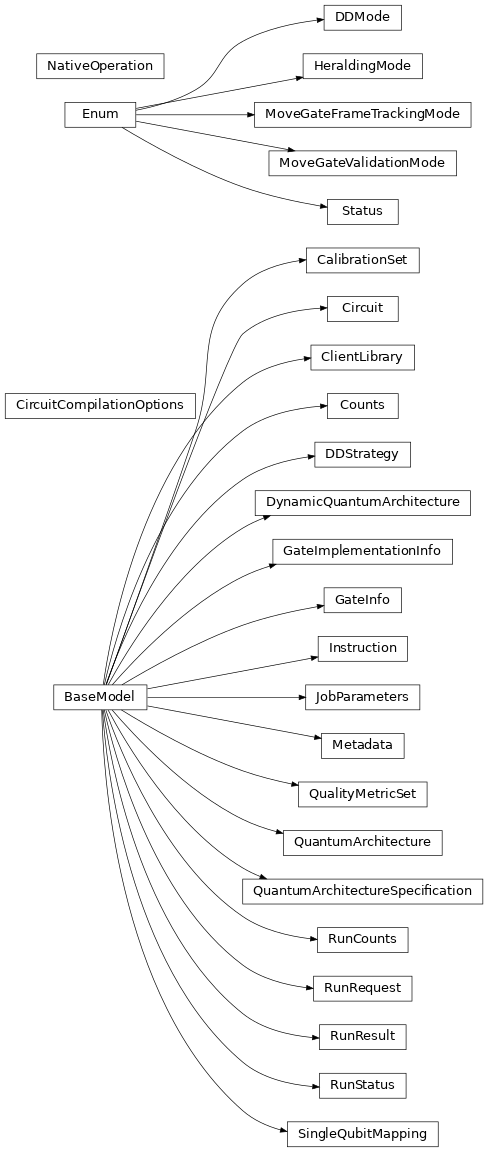 DDMode
NativeOperation
HeraldingMode
Enum
MoveGateFrameTrackingMode
MoveGateValidationMode
Status
CalibrationSet
Circuit
ClientLibrary
CircuitCompilationOptions
Counts
DDStrategy
DynamicQuantumArchitecture
GateImplementationInfo
GateInfo
Instruction
BaseModel
JobParameters
Metadata
QualityMetricSet
QuantumArchitecture
QuantumArchitectureSpecification
RunCounts
RunRequest
RunResult
RunStatus
SingleQubitMapping